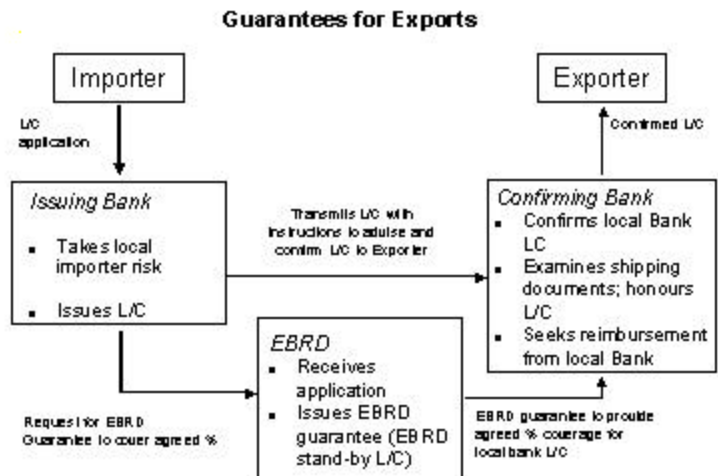 Guarantees for Exports
Importer
Exporter
L/C
application
Confirmed L/C
Issuing Bank
▪ Takes local
importer risk
▪ Issues L/C
Transmits L/C with
instructions to advise and
confirm L/C to Exporter
Confirming Bank
▪ Confirms local Bank
LC
▪ Examines shipping
documents; honours
L/C
▪ Seeks reimbursement
from local Bank
EBRD
▪ Receives
application
▪ Issues EBRD
guarantee (EBRD
stand-by L/C)
Request for EBRD
Guarantee to cover agreed %
EBRD guarantee to provide
agreed % coverage for
local bank L/C